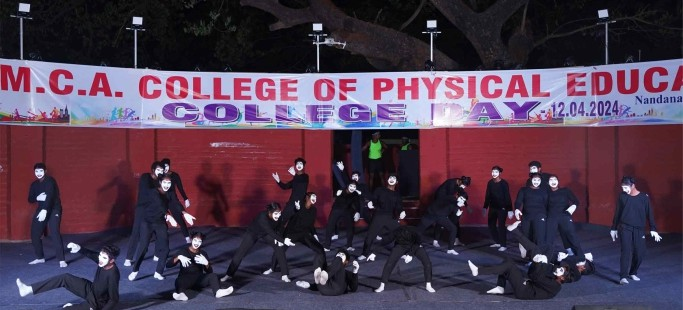 M.C.A. COLLEGE OF PHYSICAL EDUCA
COLLEGE DAY - 12.04.2024 Nandana